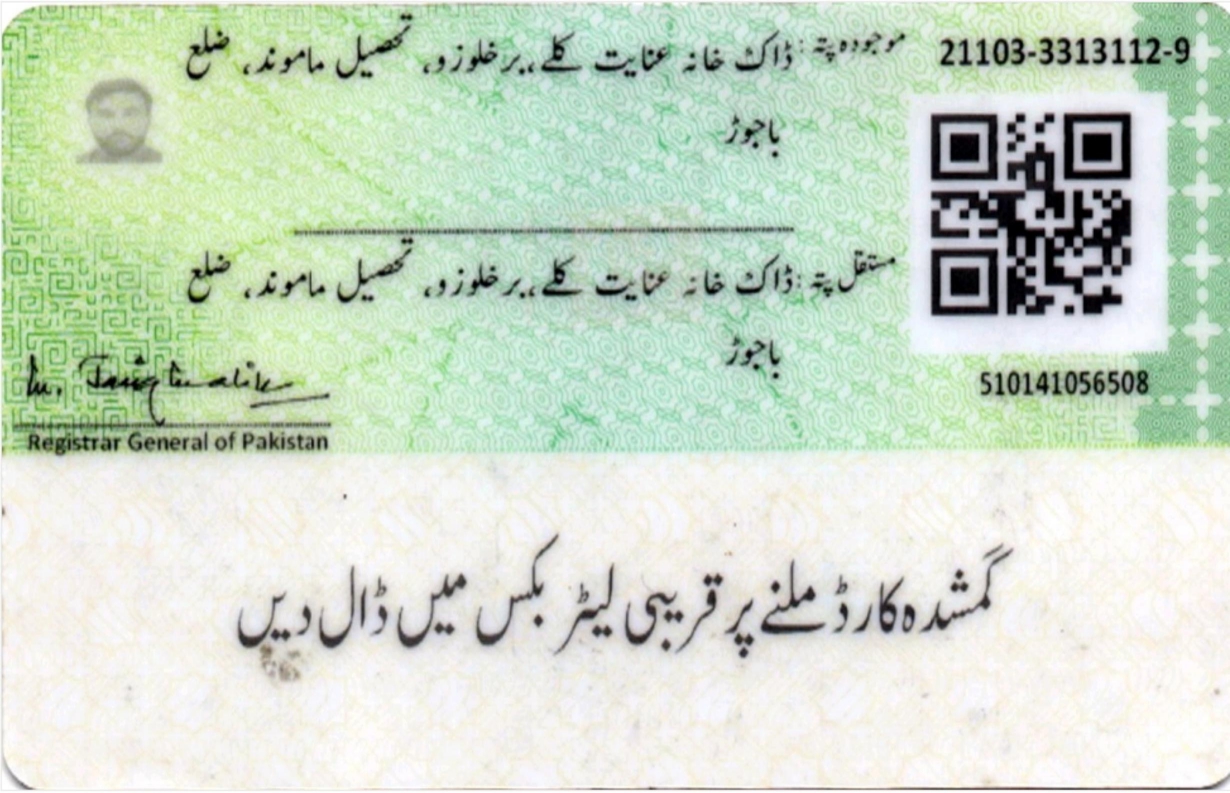 21103-3313112-9
موجودہ پتہ: ڈاک خانہ عنایت کلے، برخلوزو، تحصیل ماموند، ضلع
باجوڑ
مستقل پتہ: ڈاک خانہ عنایت کلے، برخلوزو، تحصیل ماموند، ضلع
باجوڑ
510141056508
Registrar General of Pakistan
گمشدہ کارڈ ملنے پر قریبی لیٹر بکس میں ڈال دیں